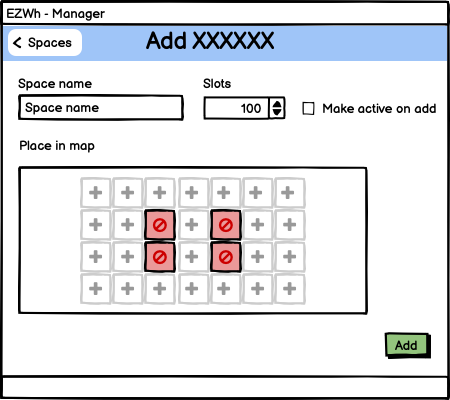 EZWh - Manager
Spaces
Add XXXXXX
Space name
Slots
Space name
100
Make active on add
Place in map
Add